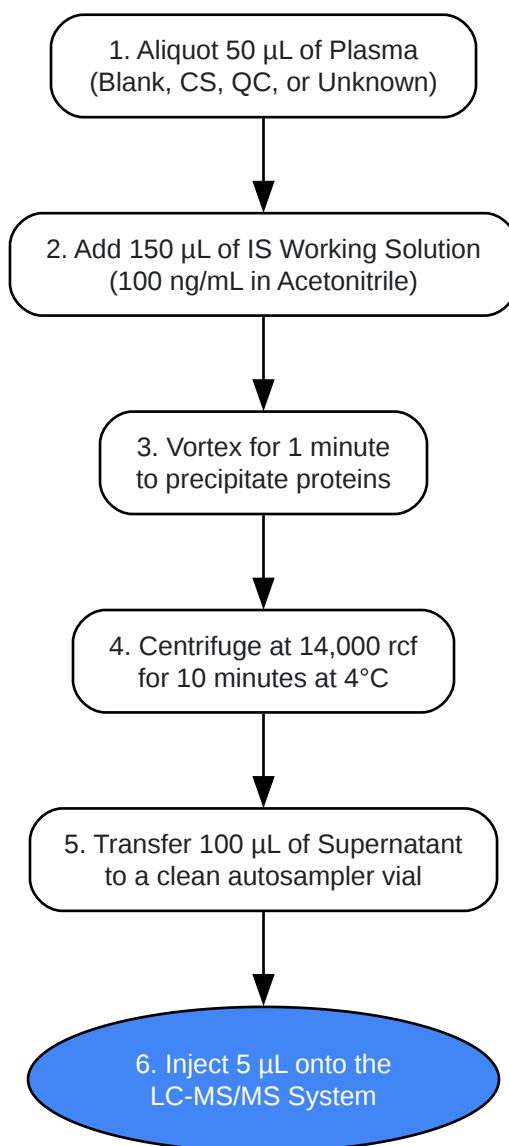 1. Aliquot 50 µL of Plasma
(Blank, CS, QC, or Unknown)
2. Add 150 µL of IS Working Solution
(100 ng/mL in Acetonitrile)
3. Vortex for 1 minute
to precipitate proteins
4. Centrifuge at 14,000 rcf
for 10 minutes at 4°C
5. Transfer 100 µL of Supernatant
to a clean autosampler vial
6. Inject 5 µL onto the
LC-MS/MS System